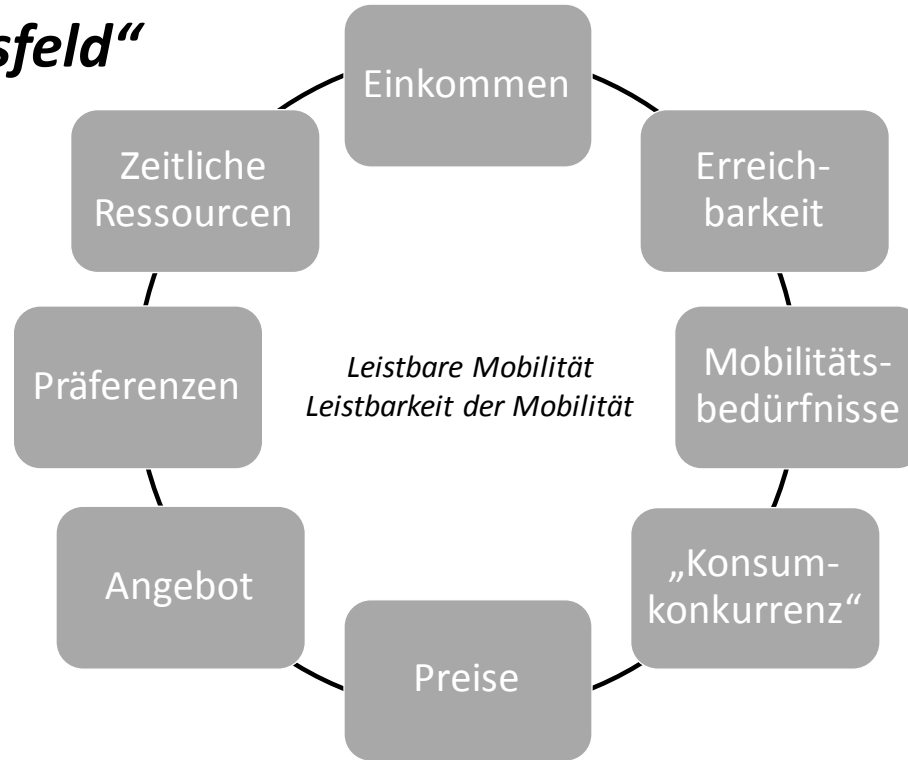 sfeld“
Einkommen
Erreich-
barkeit
Mobilitäts-
bedürfnisse
„Konsum-
konkurrenz“
Preise
Angebot
Präferenzen
Zeitliche
Ressourcen
Leistbare Mobilität
Leistbarkeit der Mobilität